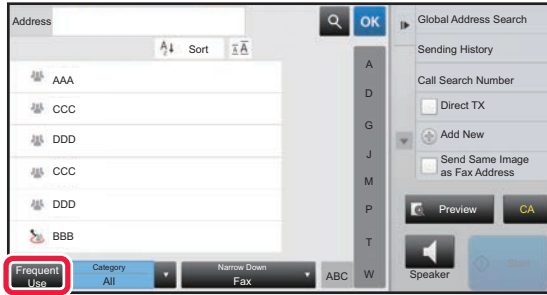 Address
OK
Sort
AAA
CCC
DDD
CCC
DDD
BBB
A
D
G
J
M
P
T
W
Global Address Search
Sending History
Call Search Number
Direct TX
Add New
Send Same Image
as Fax Address
Preview
CA
Speaker
Start
Frequent
Use
Category
All
Narrow Down
Fax
ABC